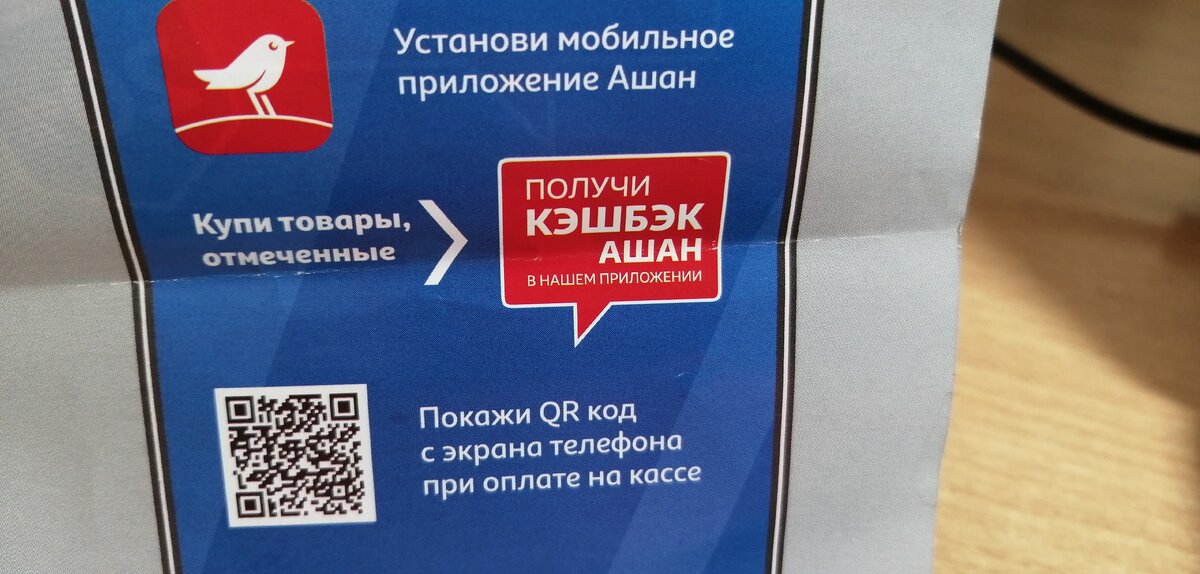 Установи мобильное
приложение Ашан
Купи товары,
отмеченные
ПОЛУЧИ
КЭШБЭК
АШАН
В НАШЕМ ПРИЛОЖЕНИИ
Покажи QR код
с экрана телефона
при оплате на кассе